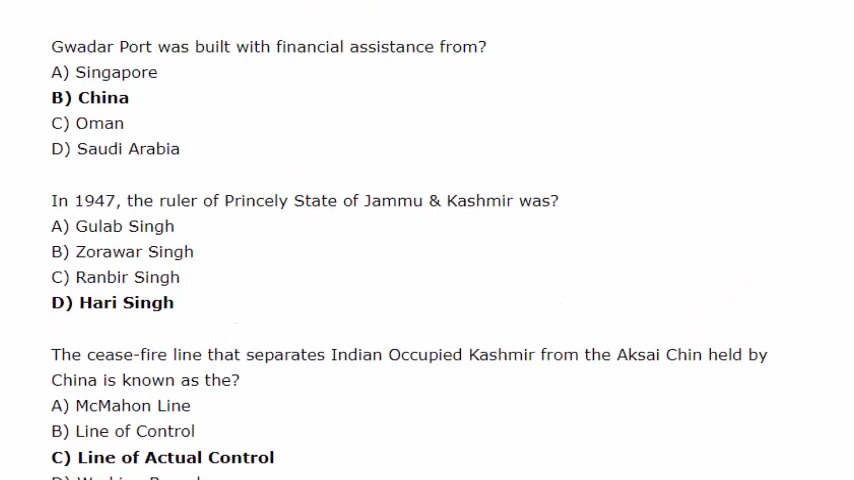 Gwadar Port was built with financial assistance from?
A) Singapore
B) China
C) Oman
D) Saudi Arabia
In 1947, the ruler of Princely State of Jammu & Kashmir was?
A) Gulab Singh
B) Zorawar Singh
C) Ranbir Singh
D) Hari Singh
The cease-fire line that separates Indian Occupied Kashmir from the Aksai Chin held by
China is known as the?
A) McMahon Line
B) Line of Control
C) Line of Actual Control